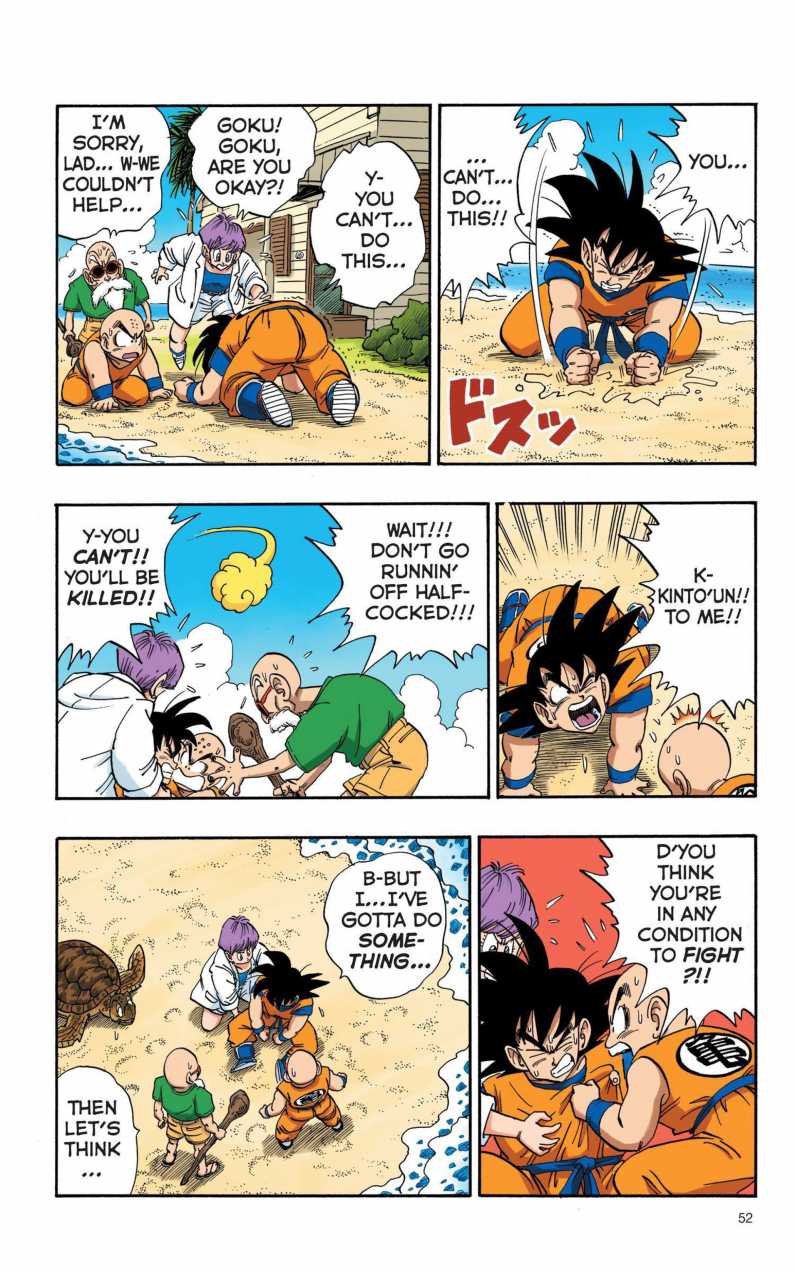 YOU...
...
CAN'T...
DO...
THIS!!
ドスッ
Y-
YOU
CAN'T...
DO
THIS...
GOKU!
GOKU,
ARE YOU
OKAY?!
I'M
SORRY,
LAD... W-WE
COULDN'T
HELP...
K-
KINTO'UN!!
TO ME!!
WAIT!!!
DON'T GO
RUNNIN'
OFF HALF-
COCKED!!!
Y-YOU
CAN'T!!
YOU'LL BE
KILLED!!
D'YOU
THINK
YOU'RE
IN ANY
CONDITION
TO FIGHT
?!!
亀
B-BUT
I...I'VE
GOTTA DO
SOME-
THING...
THEN
LET'S
THINK
...
52